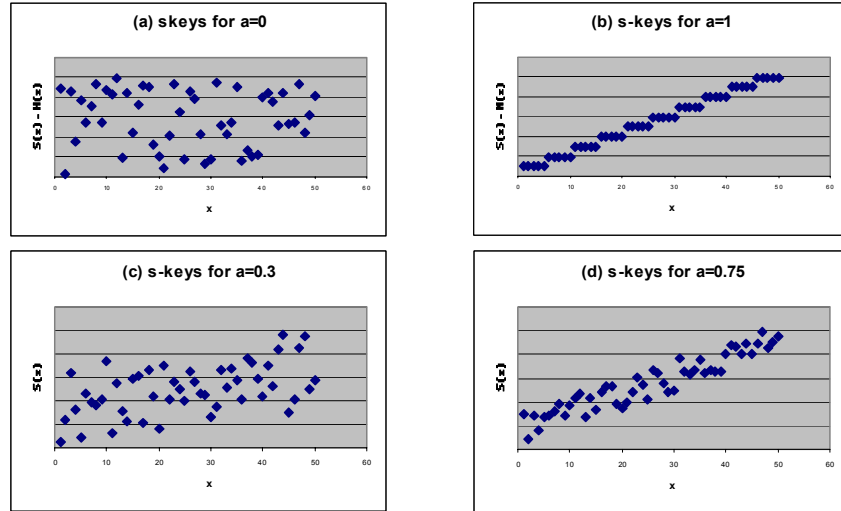 (a) skeys for a=0
S(x) - H(x)
0 10 20 30 40 50 60
x
(b) s-keys for a=1
S(x) - H(x)
0 10 20 30 40 50 60
x
(c) s-keys for a=0.3
S(x)
0 10 20 30 40 50 60
x
(d) s-keys for a=0.75
S(x)
0 10 20 30 40 50 60
x